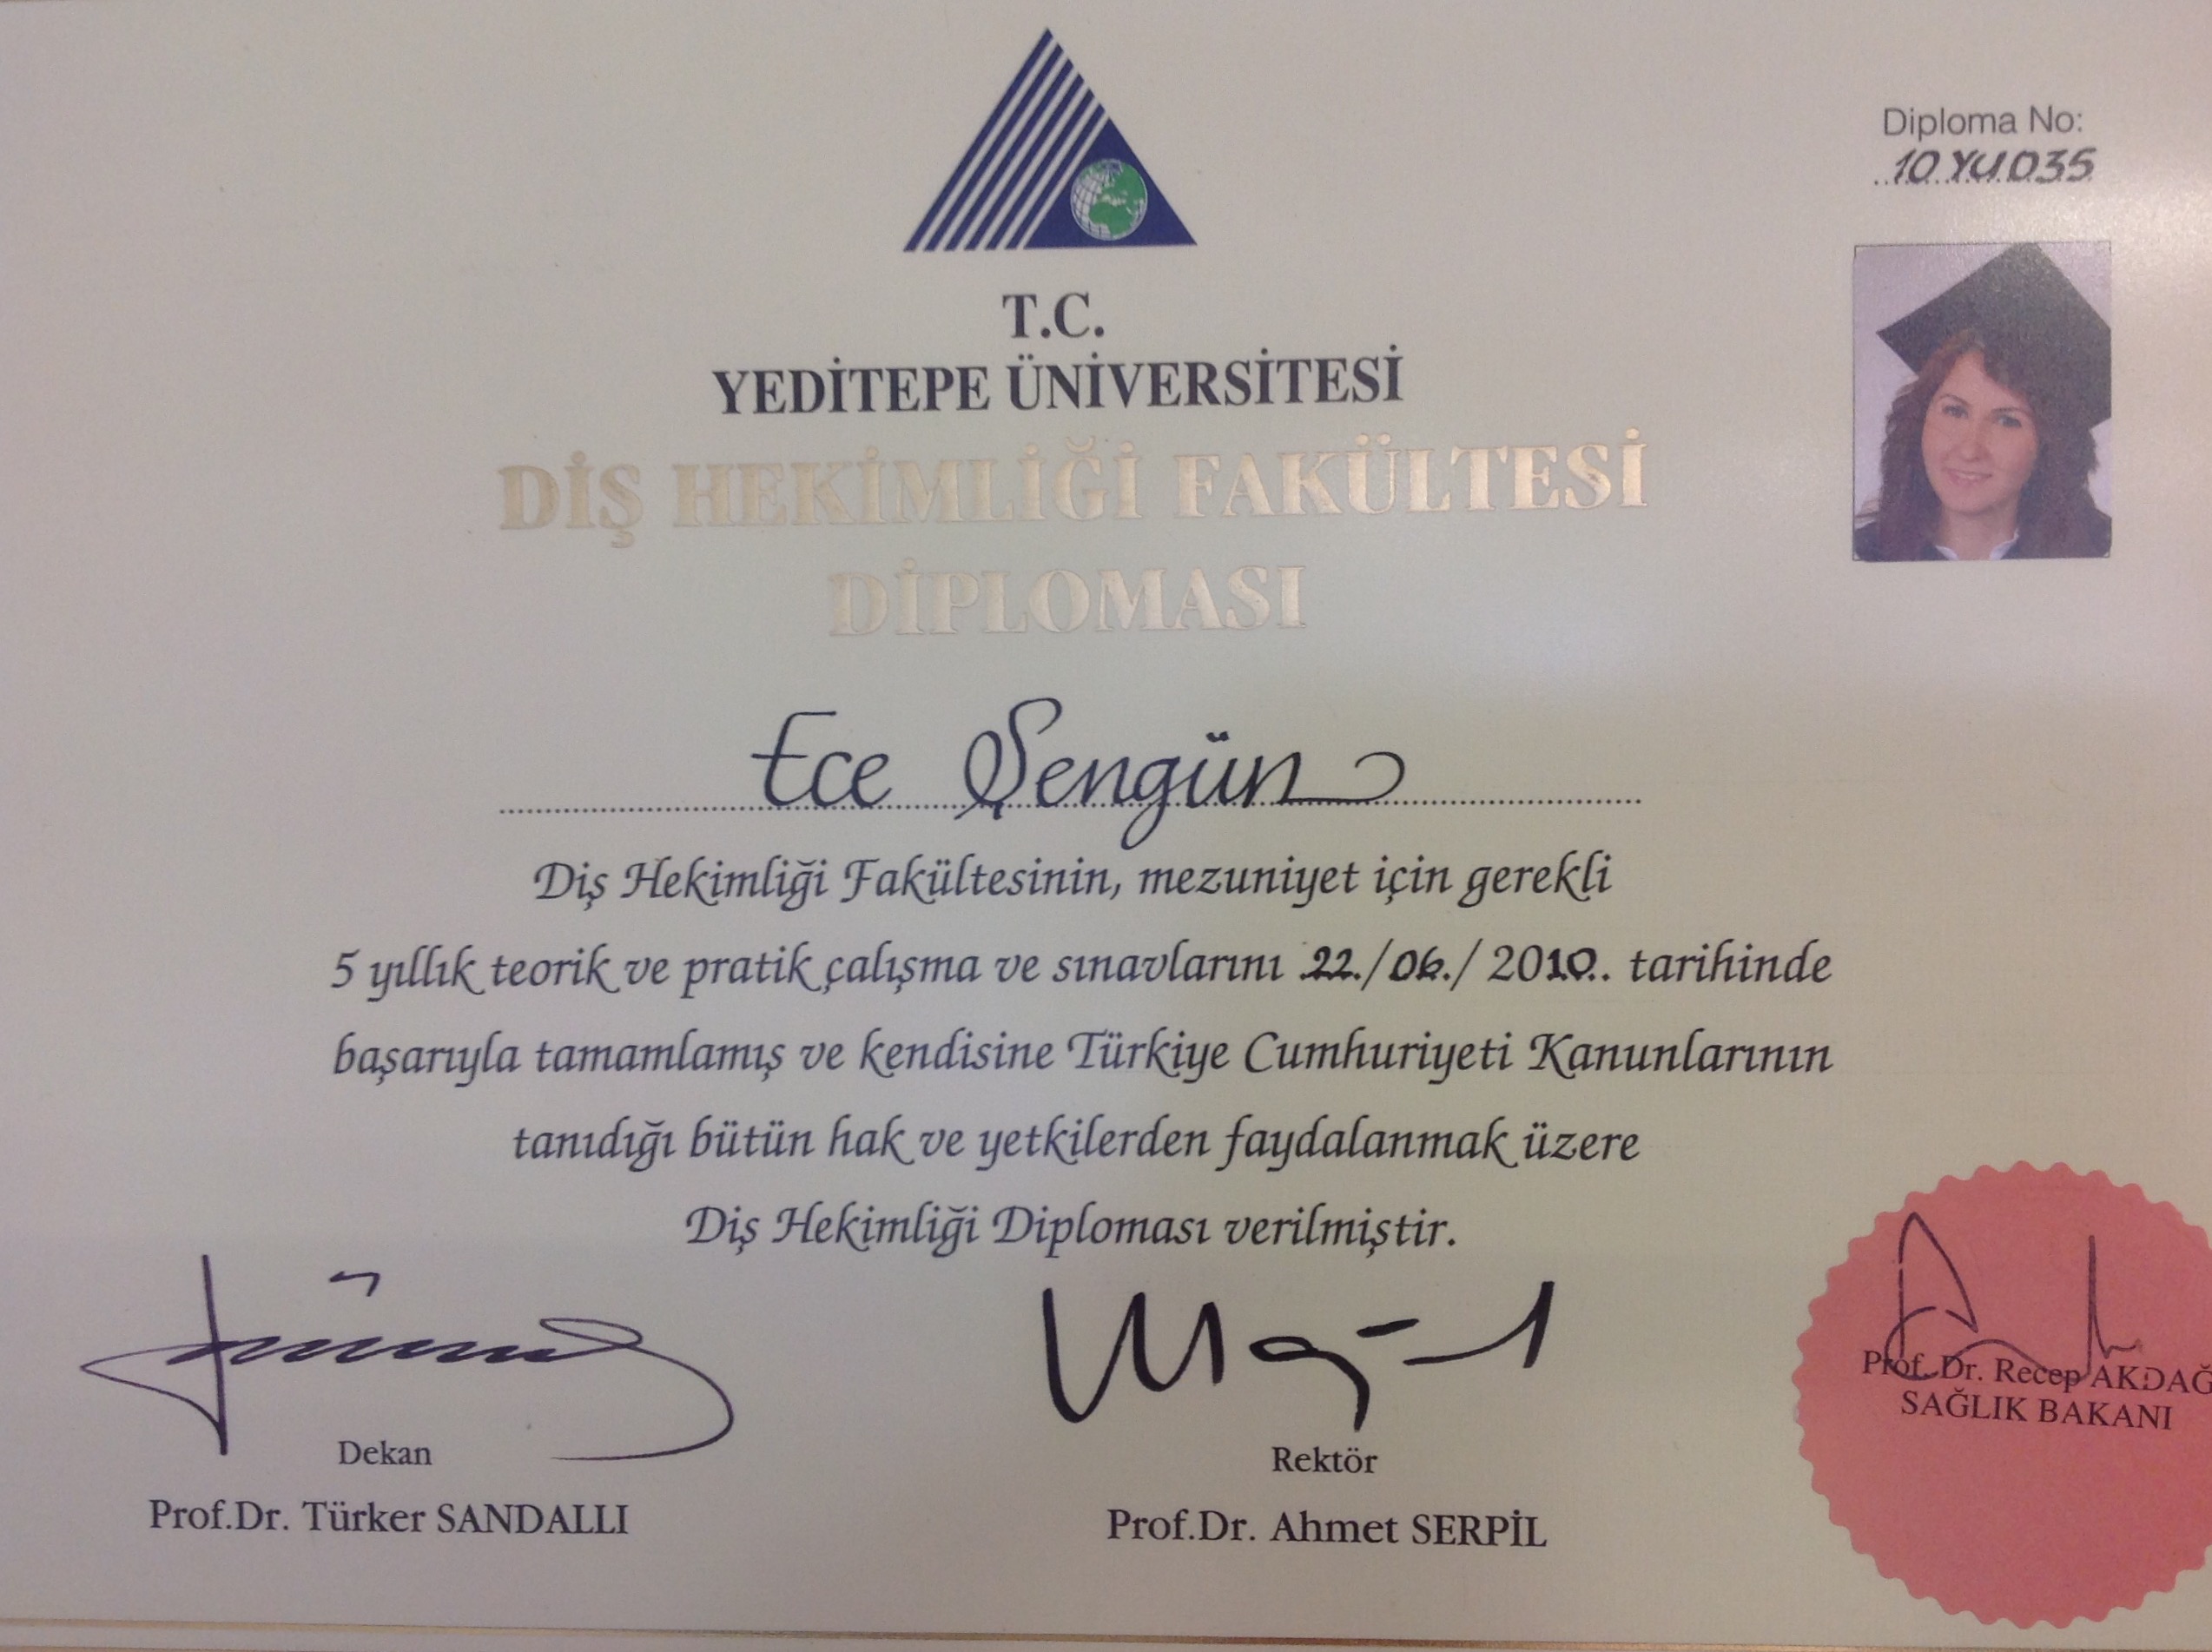 Diploma No:
10 YU 035
T.C.
YEDİTEPE ÜNİVERSİTESİ
DİŞ HEKİMLİĞİ FAKÜLTESİ
DİPLOMASI
Ece Şengün
Diş Hekimliği Fakültesinin, mezuniyet için gerekli
5 yıllık teorik ve pratik çalışma ve sınavlarını 22./06./ 2010.. tarihinde
başarıyla tamamlamış ve kendisine Türkiye Cumhuriyeti Kanunlarının
tanıdığı bütün hak ve yetkilerden faydalanmak üzere
Diş Hekimliği Diploması verilmiştir.
Dekan
Prof.Dr. Türker SANDALLI
Rektör
Prof.Dr. Ahmet SERPİL
Prof. Dr. Recep AKDAĞ
SAĞLIK BAKANI